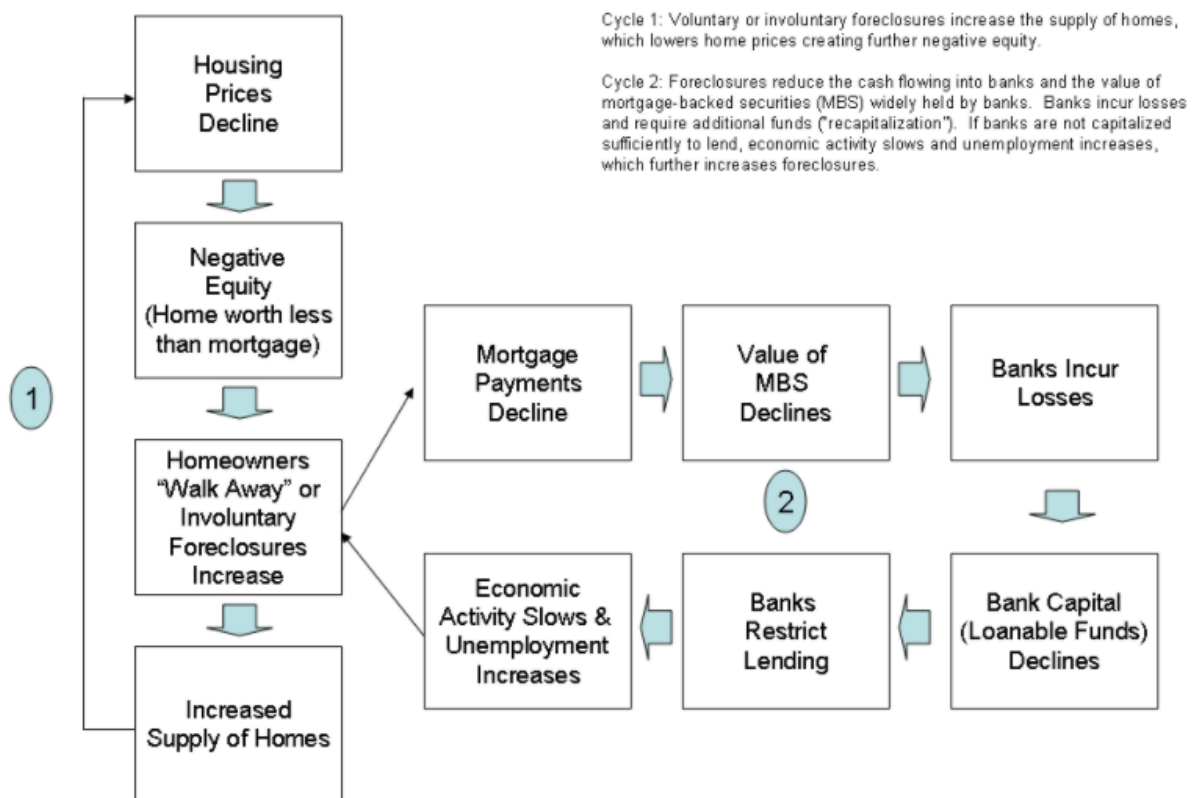 Cycle 1: Voluntary or involuntary foreclosures increase the supply of homes,
which lowers home prices creating further negative equity.
Cycle 2: Foreclosures reduce the cash flowing into banks and the value of
mortgage-backed securities (MBS) widely held by banks. Banks incur losses
and require additional funds ("recapitalization"). If banks are not capitalized
sufficiently to lend, economic activity slows and unemployment increases,
which further increases foreclosures.
Housing
Prices
Decline
Negative
Equity
(Home worth less
than mortgage)
1
Homeowners
“Walk Away” or
Involuntary
Foreclosures
Increase
Increased
Supply of Homes
Mortgage
Payments
Decline
Value of
MBS
Declines
Banks Incur
Losses
2
Bank Capital
(Loanable Funds)
Declines
Banks
Restrict
Lending
Economic
Activity Slows &
Unemployment
Increases